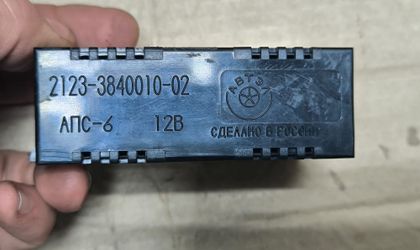 2123-3840010-02
АВТЭЛ
АПС-6 12В
СДЕЛАНО В РОССИИ